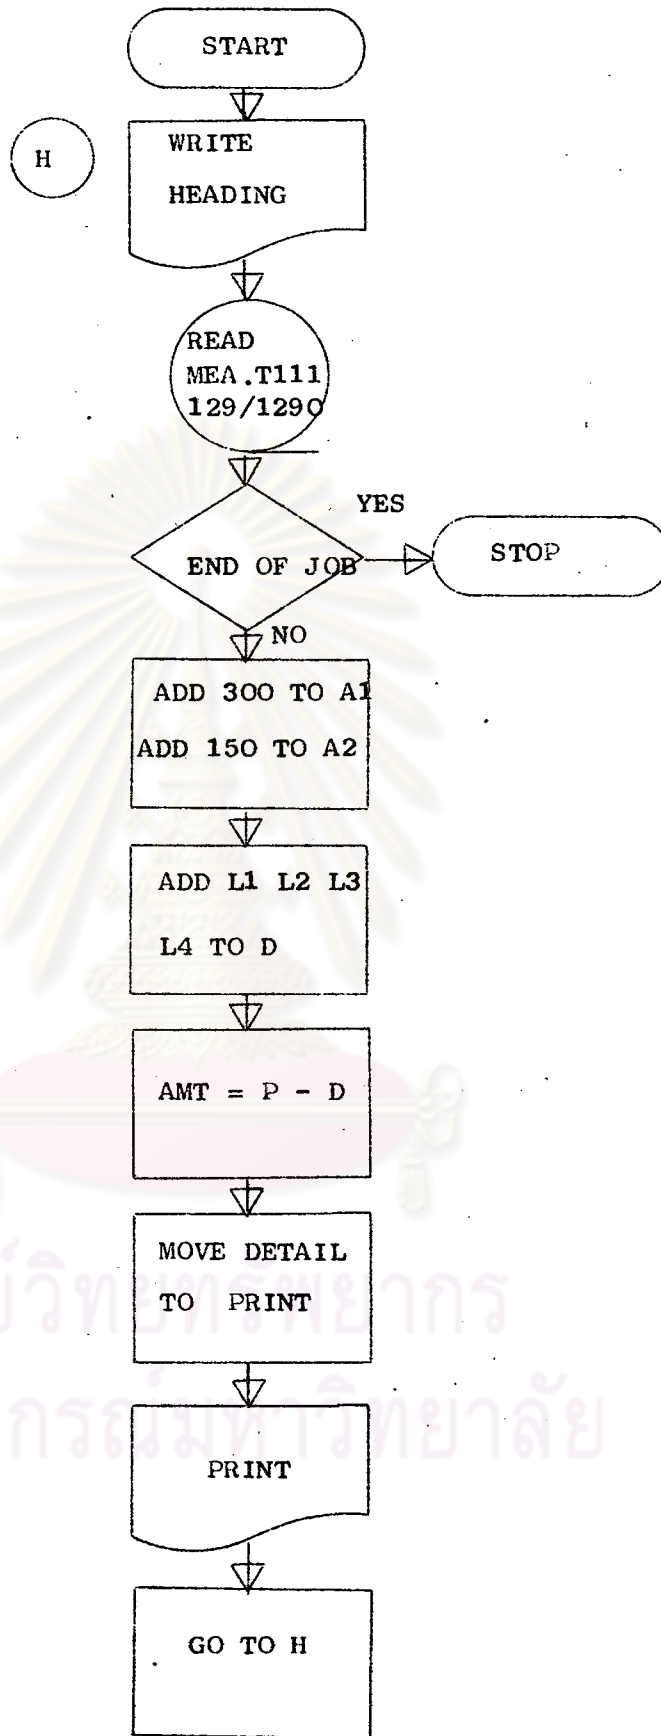 START
H
WRITE
HEADING
READ
MEA.T111
129/1290
YES
END OF JOB
STOP
NO
ADD 300 TO A1
ADD 150 TO A2
ADD L1 L2 L3
L4 TO D
AMT = P - D
MOVE DETAIL
TO PRINT
PRINT
GO TO H